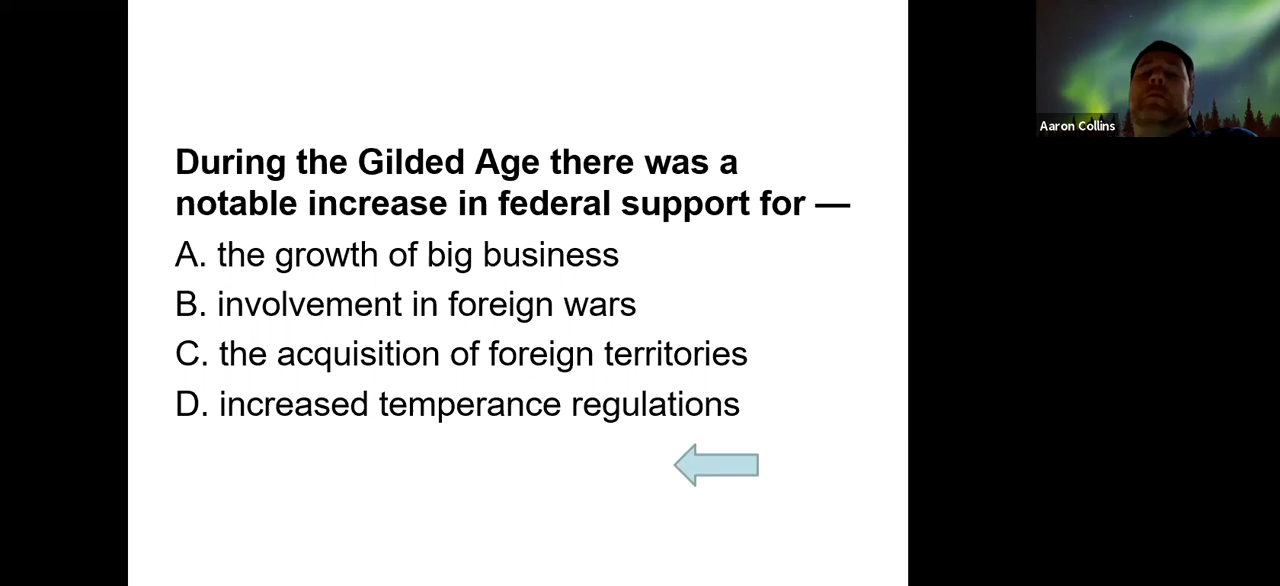 During the Gilded Age there was a
notable increase in federal support for —
A. the growth of big business
B. involvement in foreign wars
C. the acquisition of foreign territories
D. increased temperance regulations
Aaron Collins